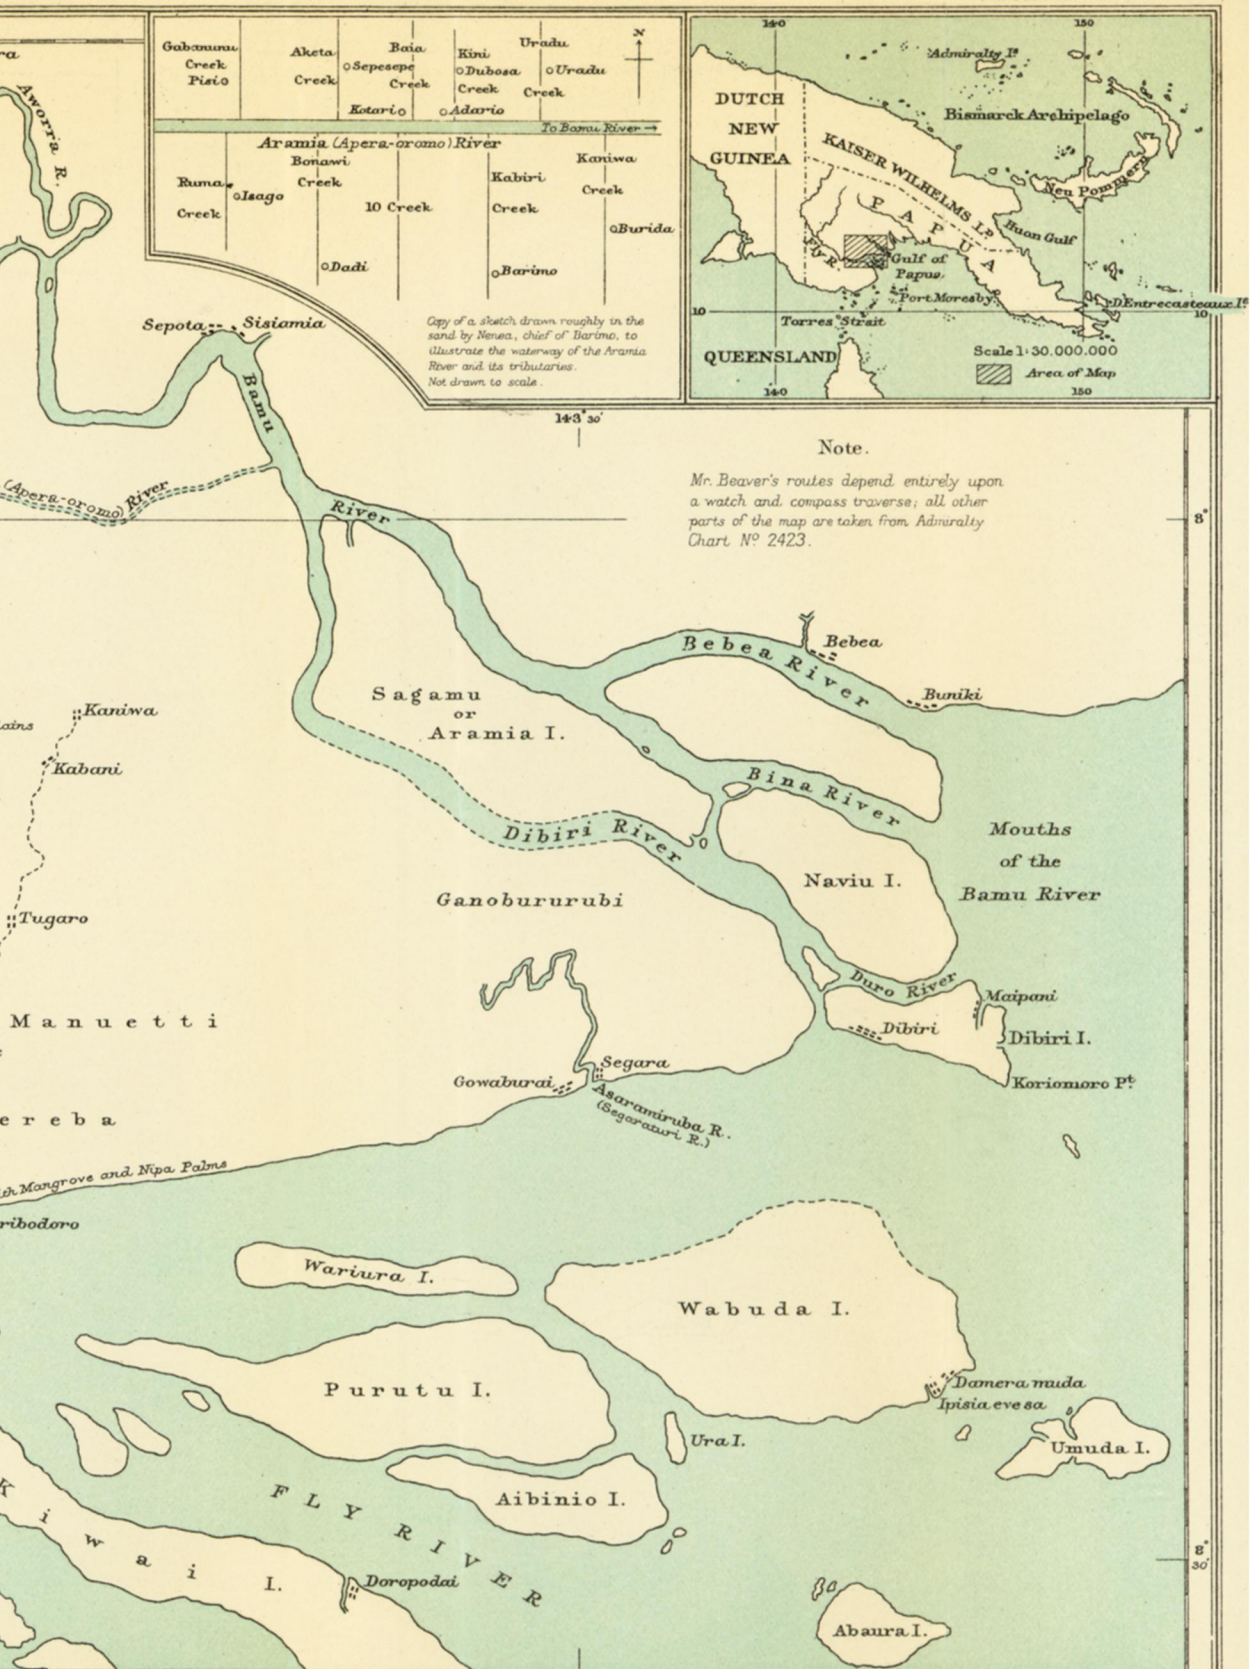 Aworra R.
Gabanunu
Creek
Pisi
Aketa
Creek
Baia
Sepesepe
Creek
Kotari
Kini
Dubosa
Creek
Adario
Uradu
Uradu
Creek
N
To Bamu River
Aramia (Apera-oromo) River
Ruma
Isago
Creek
Bonawi
Creek
Dadi
10 Creek
Kabiri
Creek
Barimo
Kaniwa
Creek
Burida
Copy of a sketch drawn roughly in the
sand by Nenea, chief of Barimo, to
illustrate the waterway of the Aramia
River and its tributaries.
Not drawn to scale.
140
150
Admiralty Is
DUTCH
NEW
GUINEA
Bismarck Archipelago
KAISER WILHELMS LD.
Neu Pommern
PAPUA
Huon Gulf
Fly R.
Gulf of
Papua
Port Moresby
D'Entrecasteaux Is
10
10
Torres Strait
QUEENSLAND
Scale 1:30.000.000
Area of Map
140
150
Sepota
Sisiamia
Bamu
River
143° 30'
Note.
Mr. Beaver's routes depend entirely upon
a watch and compass traverse; all other
parts of the map are taken from Admiralty
Chart Nº 2423.
(Apera-oromo) River
8°
Bebea River
Bebea
Buniki
Sagamu
or
Aramia I.
Kaniwa
ains
Kabani
Bina River
Dibiri River
Mouths
of the
Bamu River
Naviu I.
Ganobururubi
Tugaro
Duro River
Maipani
Manuetti
Dibiri
Dibiri I.
Segara
Gowaburai
Koriomoro Pt.
Asaramiruba R.
(Segaraturi R.)
ereba
ith Mangrove and Nipa Palms
ribodoro
Wariura I.
Wabuda I.
Purutu I.
Damera muda
Ipisia eve sa
Ura I.
Umuda I.
Aibinio I.
FLY RIVER
Kiwai I.
8°
30'
Doropodai
Abaura I.